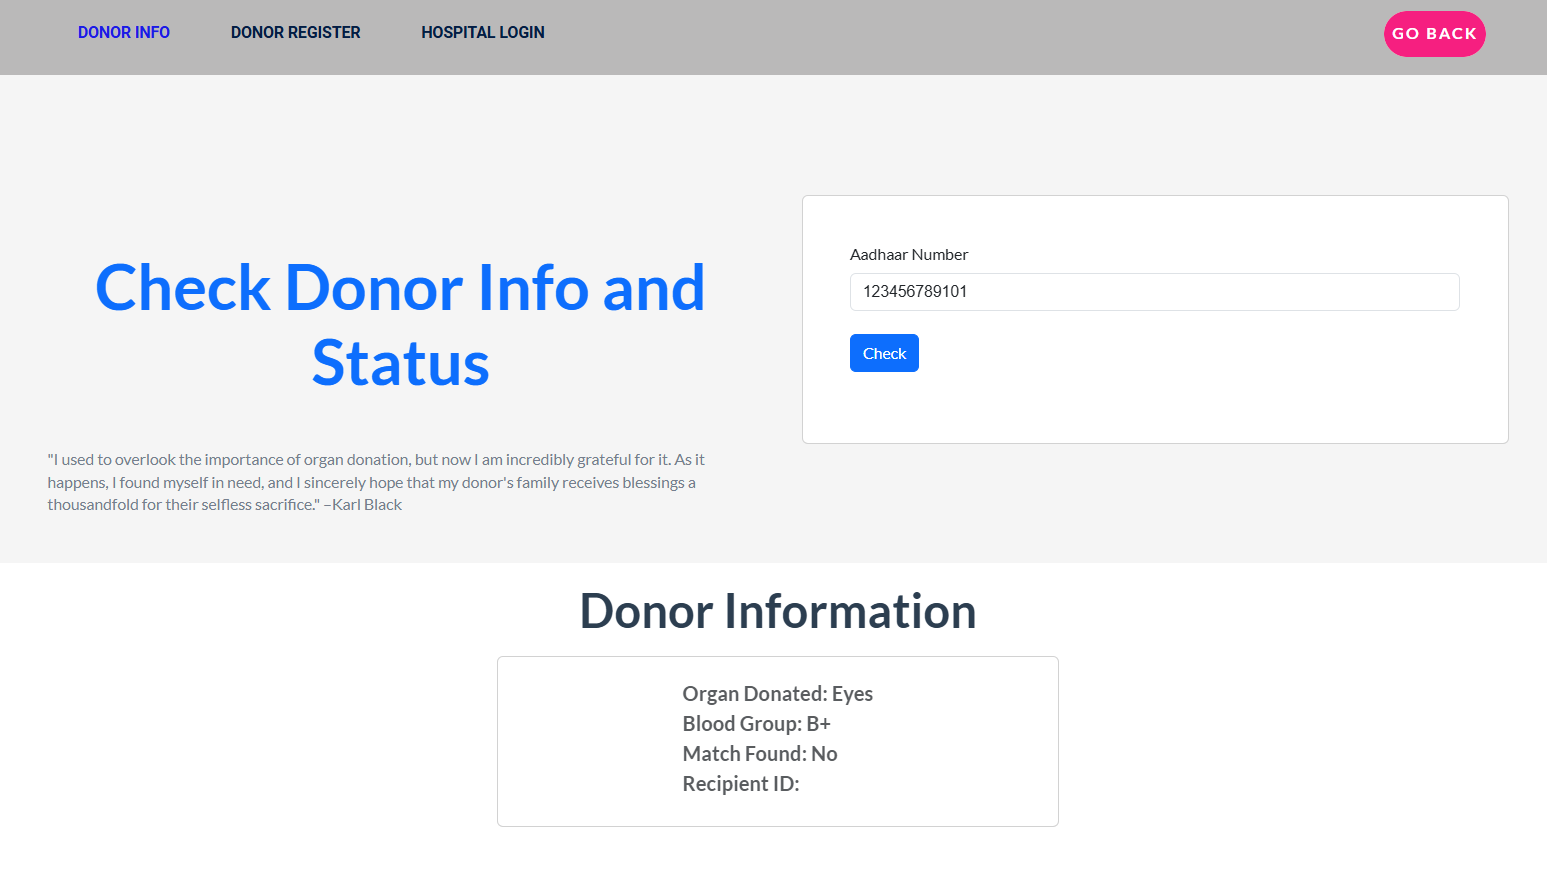 DONOR INFO DONOR REGISTER HOSPITAL LOGIN GO BACK
Check Donor Info and
Status
"I used to overlook the importance of organ donation, but now I am incredibly grateful for it. As it
happens, I found myself in need, and I sincerely hope that my donor's family receives blessings a
thousandfold for their selfless sacrifice." –Karl Black
Aadhaar Number
123456789101
Check
Donor Information
Organ Donated: Eyes
Blood Group: B+
Match Found: No
Recipient ID: